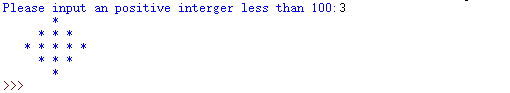 Please input an positive interger less than 100:3
      *
    * * *
  * * * * *
    * * *
      *
>>>